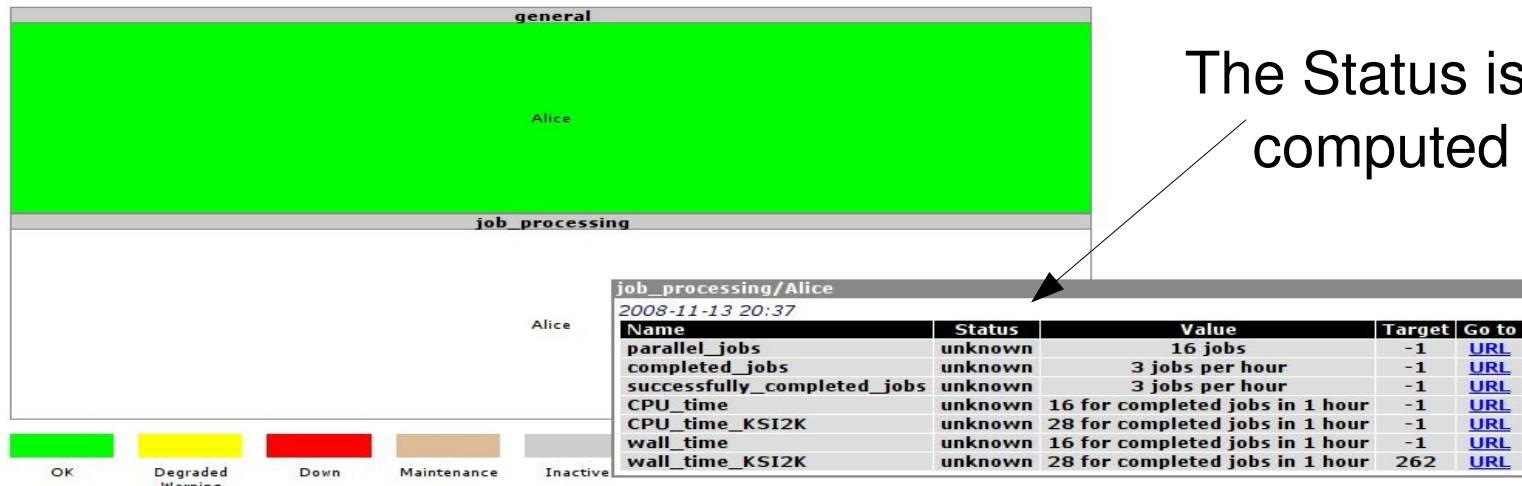 general
Alice
The Status is
computed
job_processing
Alice
job_processing/Alice
2008-11-13 20:37
Name Status Value Target Go to
parallel_jobs unknown 16 jobs -1 URL
completed_jobs unknown 3 jobs per hour -1 URL
successfully_completed_jobs unknown 3 jobs per hour -1 URL
CPU_time unknown 16 for completed jobs in 1 hour -1 URL
CPU_time_KSI2K unknown 28 for completed jobs in 1 hour -1 URL
wall_time unknown 16 for completed jobs in 1 hour -1 URL
wall_time_KSI2K unknown 28 for completed jobs in 1 hour 262 URL
OK Degraded Down Maintenance Inactive
Warning